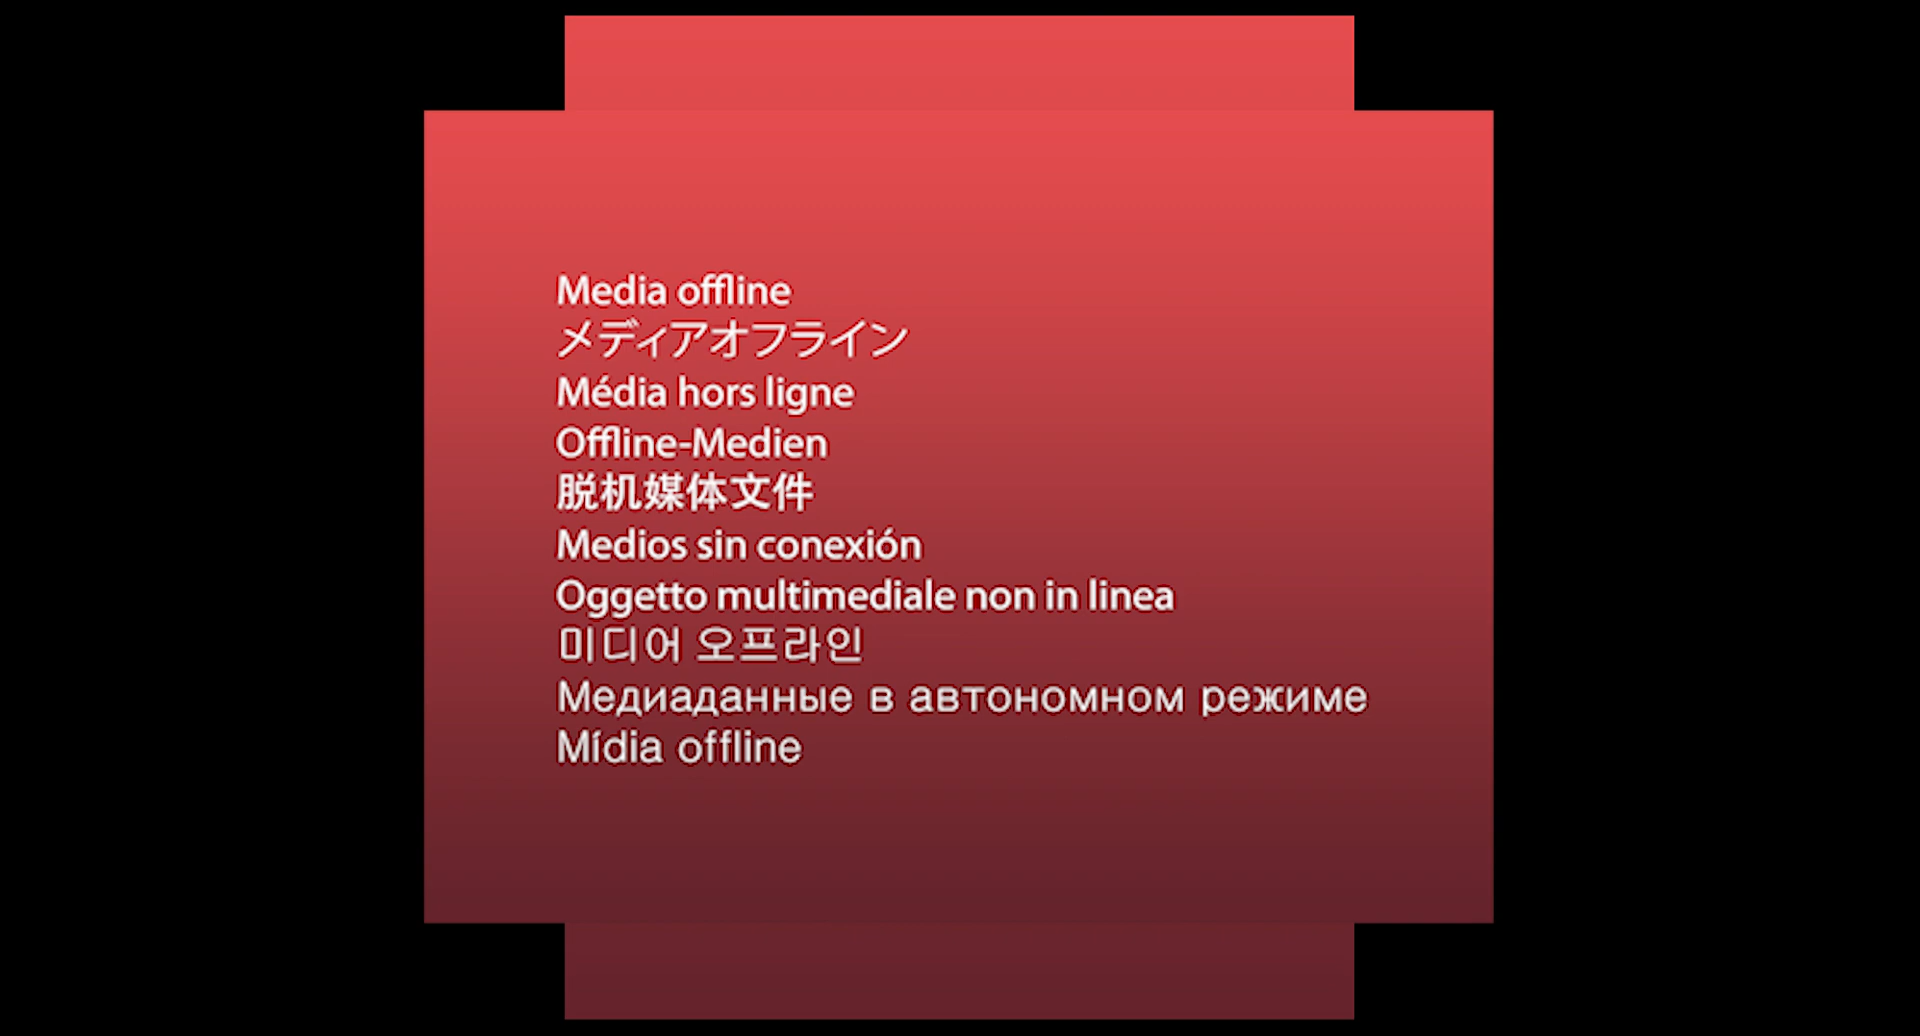 Media offline
メディアオフライン
Média hors ligne
Offline-Medien
脱机媒体文件
Medios sin conexión
Oggetto multimediale non in linea
미디어 오프라인
Медиаданные в автономном режиме
Mídia offline